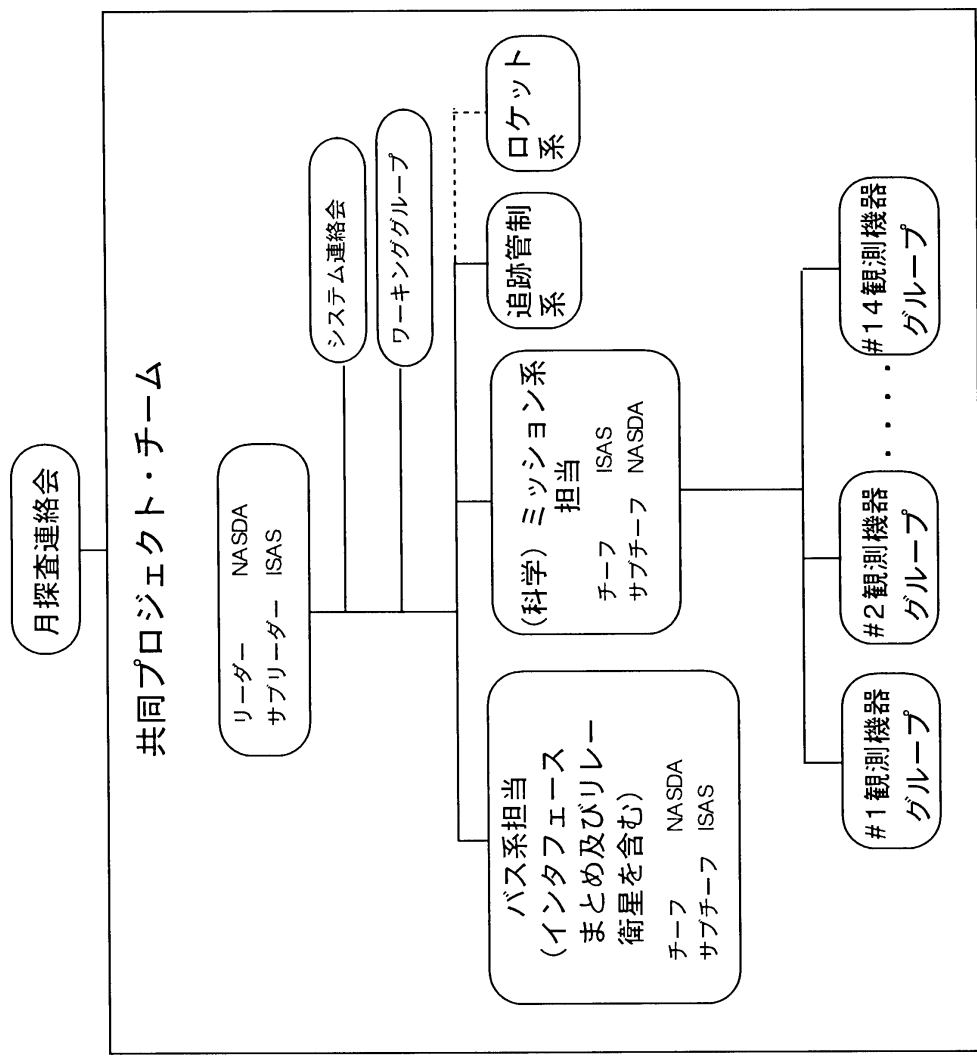 月探査連絡会
共同プロジェクト・チーム
リーダー NASDA
サブリーダー ISAS
システム連絡会
ワーキンググループ
バス系担当
(インタフェース
まとめ及びリレー
衛星を含む)
チーフ NASDA
サブチーフ ISAS
(科学) ミッション系
担当
チーフ ISAS
サブチーフ NASDA
追跡管制
系
ロケット
系
#1観測機器
グループ
#2観測機器
グループ
・・・・
#14観測機器
グループ